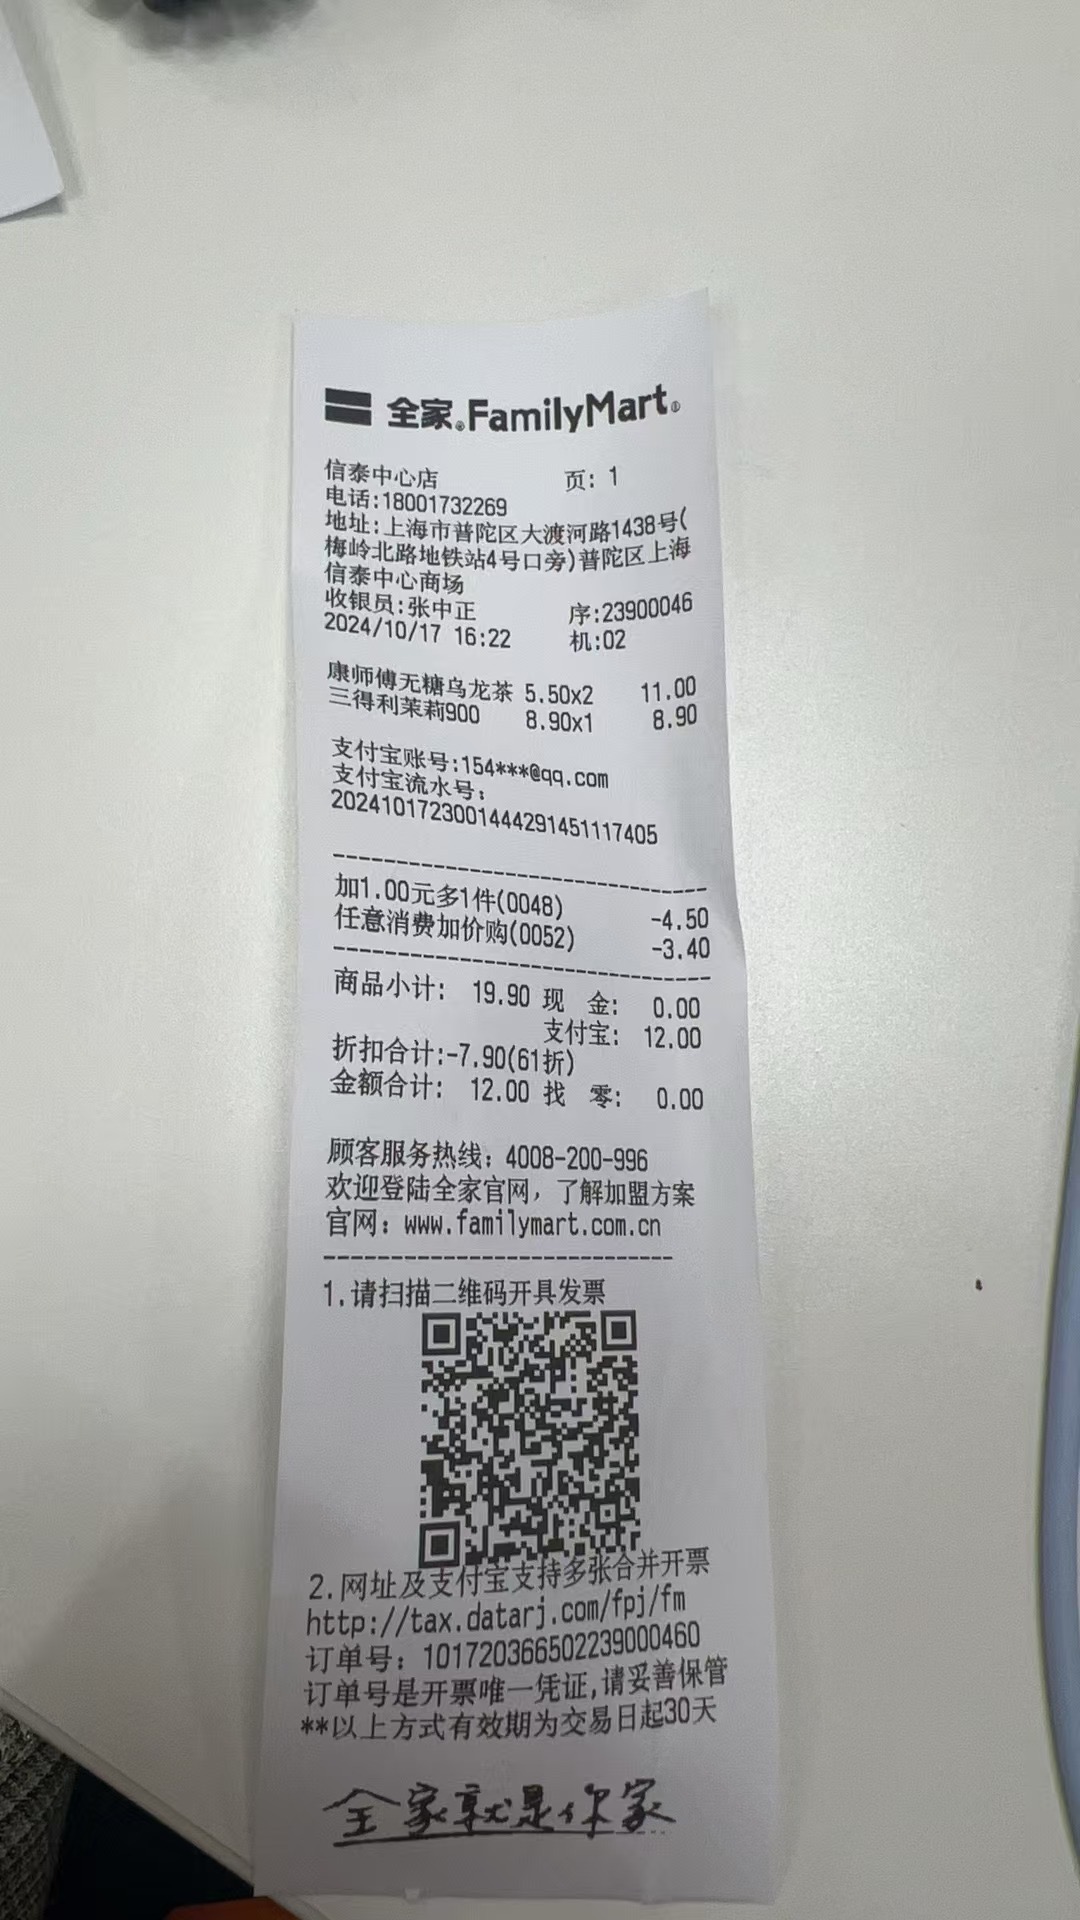 全家 FamilyMart
信泰中心店 页: 1
电话:18001732269
地址:上海市普陀区大渡河路1438号(
梅岭北路地铁站4号口旁)普陀区上海
信泰中心商场
收银员:张中正 序:23900046
2024/10/17 16:22 机:02
康师傅无糖乌龙茶 5.50x2 11.00
三得利茉莉900 8.90x1 8.90
支付宝账号:154***@qq.com
支付宝流水号:
2024101723001444291451117405
加1.00元多1件(0048) -4.50
任意消费加价购(0052) -3.40
商品小计: 19.90 现 金: 0.00
支付宝: 12.00
折扣合计:-7.90(61折)
金额合计: 12.00 找 零: 0.00
顾客服务热线: 4008-200-996
欢迎登陆全家官网，了解加盟方案
官网: www.familymart.com.cn
1.请扫描二维码开具发票
2.网址及支付宝支持多张合并开票
http://tax.datarj.com/fpj/fm
订单号: 101720366502239000460
订单号是开票唯一凭证,请妥善保管
**以上方式有效期为交易日起30天
全家就是你家